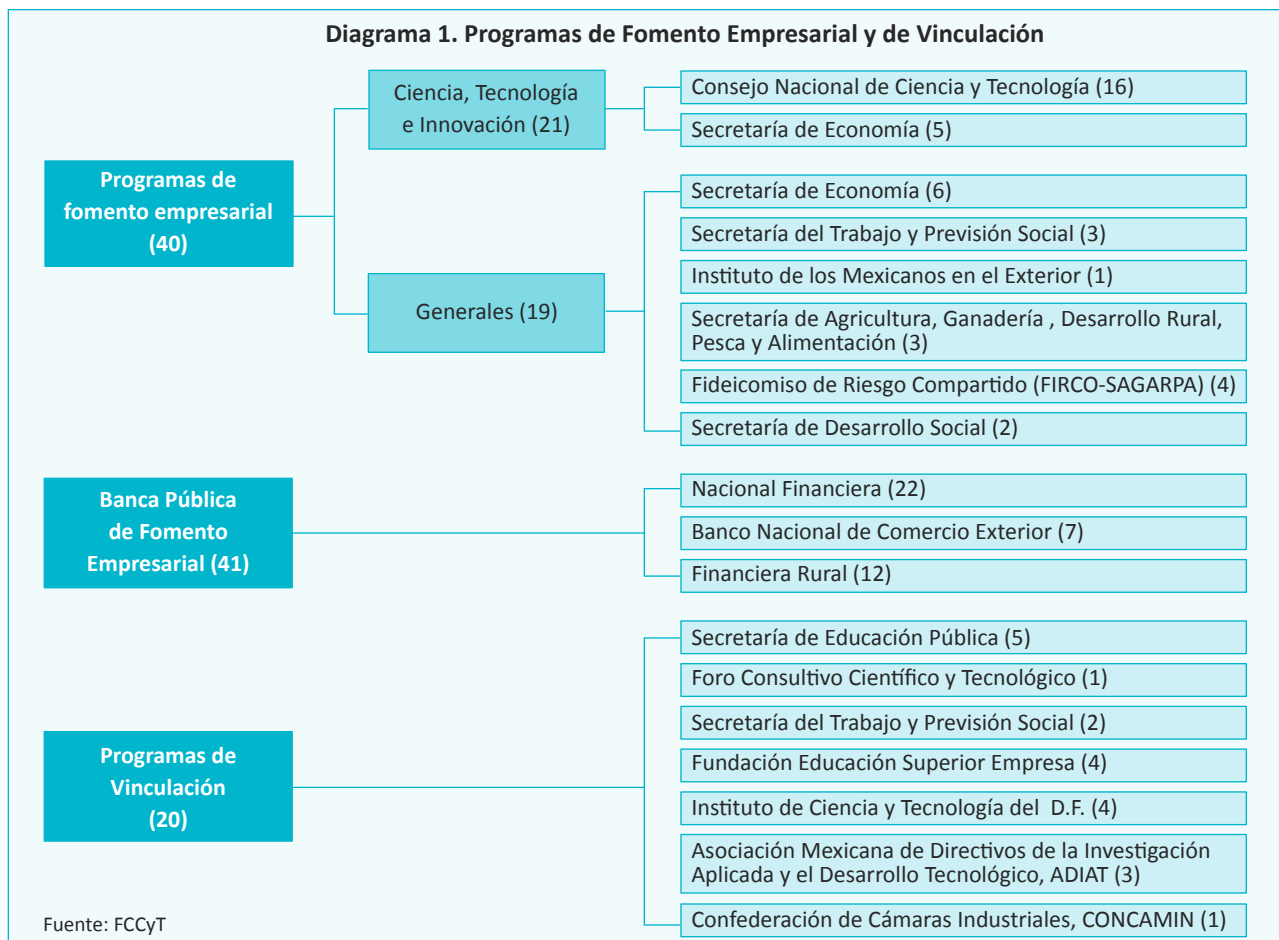 Diagrama 1. Programas de Fomento Empresarial y de Vinculación
Programas de
fomento empresarial
(40)
Ciencia, Tecnología
e Innovación (21)
Consejo Nacional de Ciencia y Tecnología (16)
Secretaría de Economía (5)
Generales (19)
Secretaría de Economía (6)
Secretaría del Trabajo y Previsión Social (3)
Instituto de los Mexicanos en el Exterior (1)
Secretaría de Agricultura, Ganadería , Desarrollo Rural,
Pesca y Alimentación (3)
Fideicomiso de Riesgo Compartido (FIRCO-SAGARPA) (4)
Secretaría de Desarrollo Social (2)
Banca Pública
de Fomento
Empresarial (41)
Nacional Financiera (22)
Banco Nacional de Comercio Exterior (7)
Financiera Rural (12)
Programas de
Vinculación
(20)
Secretaría de Educación Pública (5)
Foro Consultivo Científico y Tecnológico (1)
Secretaría del Trabajo y Previsión Social (2)
Fundación Educación Superior Empresa (4)
Instituto de Ciencia y Tecnología del  D.F. (4)
Asociación Mexicana de Directivos de la Investigación
Aplicada y el Desarrollo Tecnológico, ADIAT (3)
Confederación de Cámaras Industriales, CONCAMIN (1)
Fuente: FCCyT